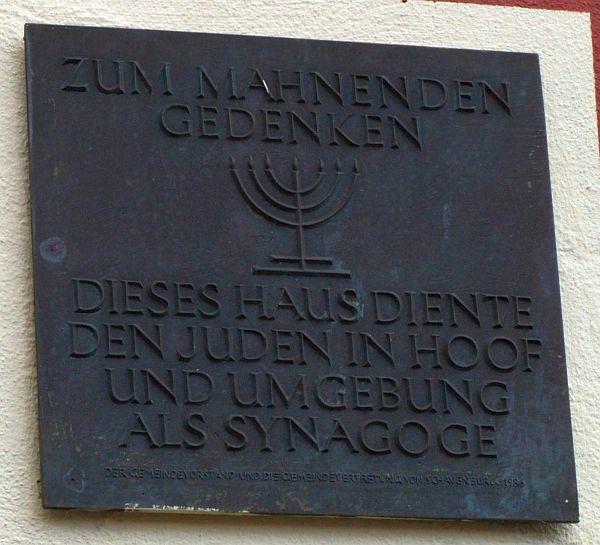 ZUM MAHNENDEN
GEDENKEN
DIESES HAUS DIENTE
DEN JUDEN IN HOOF
UND UMGEBUNG
ALS SYNAGOGE
DER GEMEINDEVORSTAND UND DIE GEMEINDEVERTRETUNG VON SCHAUENBURG 1986